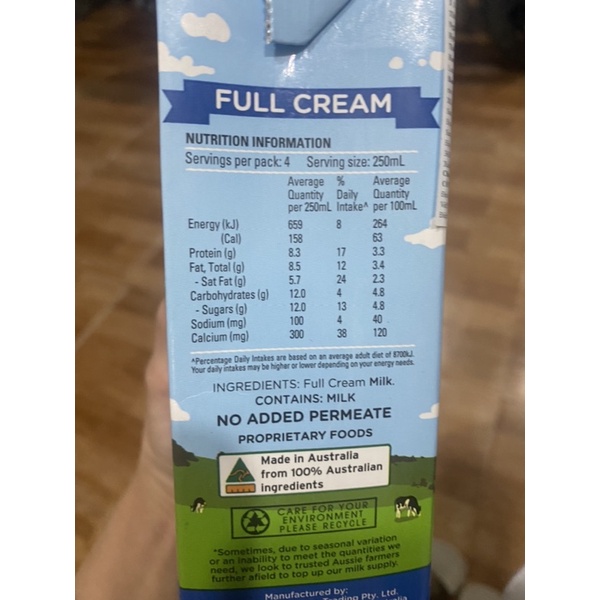 FULL CREAM
NUTRITION INFORMATION
Servings per pack: 4 Serving size: 250mL
Average % Average
Quantity Daily Quantity
per 250mL Intake^ per 100mL
Energy (kJ) 659 8 264
(Cal) 158 63
Protein (g) 8.3 17 3.3
Fat, Total (g) 8.5 12 3.4
- Sat Fat (g) 5.7 24 2.3
Carbohydrates (g) 12.0 4 4.8
- Sugars (g) 12.0 13 4.8
Sodium (mg) 100 4 40
Calcium (mg) 300 38 120
^Percentage Daily Intakes are based on an average adult diet of 8700kJ.
Your daily intakes may be higher or lower depending on your energy needs.
INGREDIENTS: Full Cream Milk.
CONTAINS: MILK
NO ADDED PERMEATE
PROPRIETARY FOODS
Made in Australia
from 100% Australian
ingredients
CARE FOR YOUR
ENVIRONMENT
PLEASE RECYCLE
*Sometimes, due to seasonal variation
or an inability to meet the quantities we
need, we look to trusted Aussie farmers
further afield to top up our milk supply.
Manufactured by:
Trading Pty. Ltd.